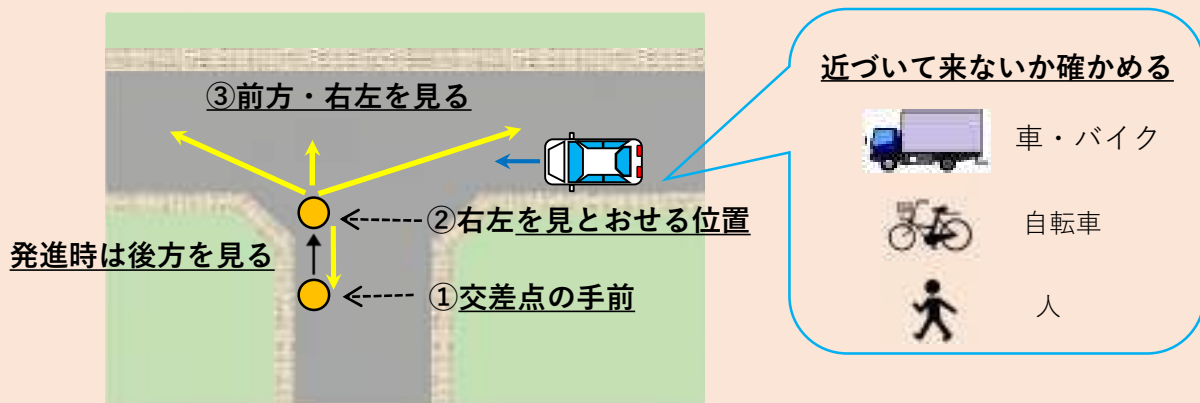 近づいて来ないか確かめる
③前方・右左を見る
車・バイク
②右左を見とおせる位置
自転車
発進時は後方を見る
①交差点の手前
人